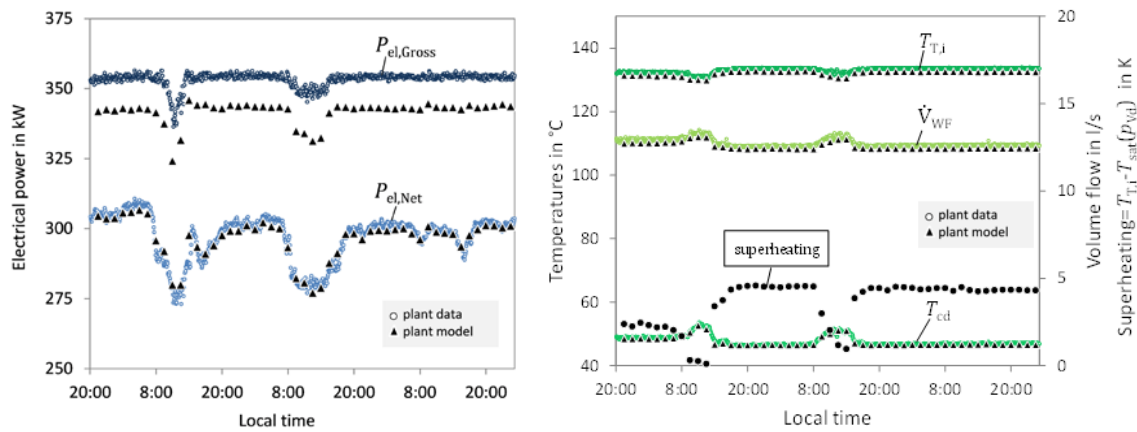 375
350
325
300
275
250
Electrical power in kW
P_el,Gross
P_el,Net
plant data
plant model
20:00 8:00 20:00 8:00 20:00 8:00 20:00
Local time
140
120
100
80
60
40
Temperatures in °C
T_T,i
V̇_WF
plant data
plant model
superheating
T_cd
20
15
10
5
0
Volume flow in l/s
Superheating=T_T,i-T_sat(p_Vd) in K
20:00 8:00 20:00 8:00 20:00 8:00 20:00
Local time